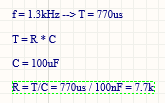 f = 1.3kHz --> T = 770us
T = R * C
C = 100uF
R = T/C = 770us / 100nF = 7.7k